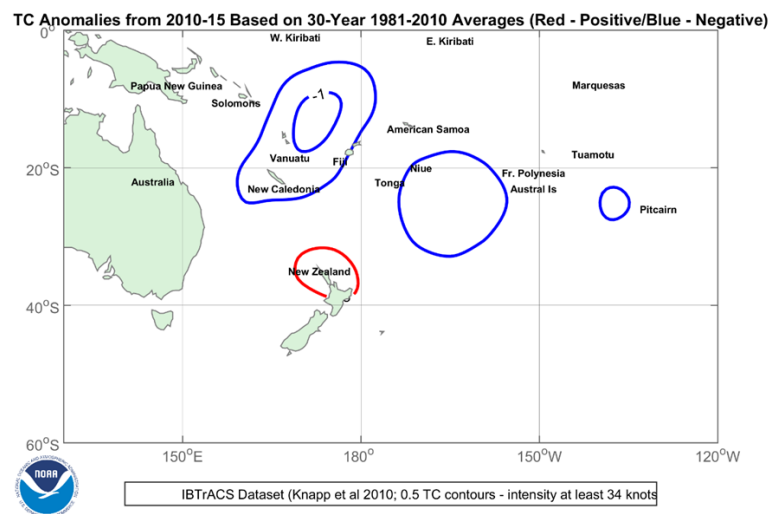 TC Anomalies from 2010-15 Based on 30-Year 1981-2010 Averages (Red - Positive/Blue - Negative)
0°
W. Kiribati
E. Kiribati
Papua New Guinea
Marquesas
Solomons
-1
American Samoa
Vanuatu
Fiji
Tuamotu
20°S
Niue
Fr. Polynesia
Australia
New Caledonia
Tonga
Austral Is
Pitcairn
New Zealand
40°S
60°S
150°E
180°
150°W
120°W
NOAA
IBTrACS Dataset (Knapp et al 2010; 0.5 TC contours - intensity at least 34 knots